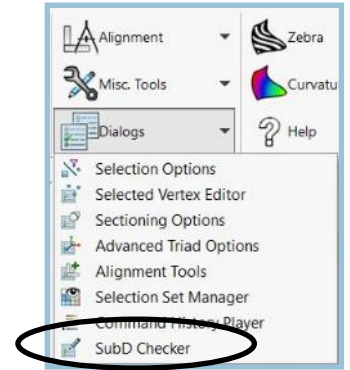 Alignment
Zebra
Misc. Tools
Curvatu
Dialogs
Help
Selection Options
Selected Vertex Editor
Sectioning Options
Advanced Triad Options
Alignment Tools
Selection Set Manager
Command History Player
SubD Checker